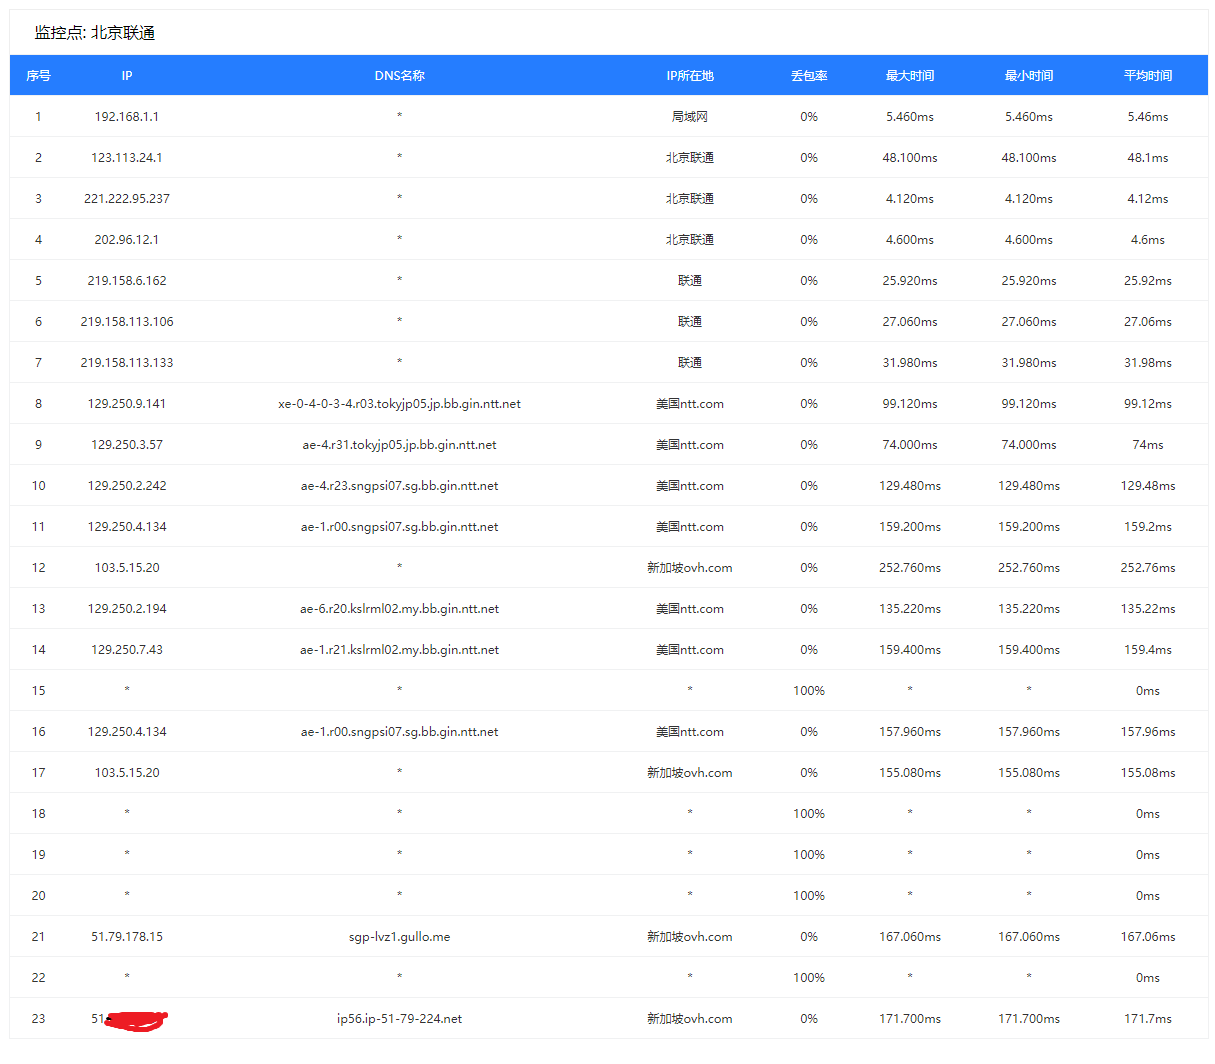 监控点: 北京联通
序号 IP DNS名称 IP所在地 丢包率 最大时间 最小时间 平均时间
1 192.168.1.1 * 局域网 0% 5.460ms 5.460ms 5.46ms
2 123.113.24.1 * 北京联通 0% 48.100ms 48.100ms 48.1ms
3 221.222.95.237 * 北京联通 0% 4.120ms 4.120ms 4.12ms
4 202.96.12.1 * 北京联通 0% 4.600ms 4.600ms 4.6ms
5 219.158.6.162 * 联通 0% 25.920ms 25.920ms 25.92ms
6 219.158.113.106 * 联通 0% 27.060ms 27.060ms 27.06ms
7 219.158.113.133 * 联通 0% 31.980ms 31.980ms 31.98ms
8 129.250.9.141 xe-0-4-0-3-4.r03.tokyjp05.jp.bb.gin.ntt.net 美国ntt.com 0% 99.120ms 99.120ms 99.12ms
9 129.250.3.57 ae-4.r31.tokyjp05.jp.bb.gin.ntt.net 美国ntt.com 0% 74.000ms 74.000ms 74ms
10 129.250.2.242 ae-4.r23.sngpsi07.sg.bb.gin.ntt.net 美国ntt.com 0% 129.480ms 129.480ms 129.48ms
11 129.250.4.134 ae-1.r00.sngpsi07.sg.bb.gin.ntt.net 美国ntt.com 0% 159.200ms 159.200ms 159.2ms
12 103.5.15.20 * 新加坡ovh.com 0% 252.760ms 252.760ms 252.76ms
13 129.250.2.194 ae-6.r20.kslrml02.my.bb.gin.ntt.net 美国ntt.com 0% 135.220ms 135.220ms 135.22ms
14 129.250.7.43 ae-1.r21.kslrml02.my.bb.gin.ntt.net 美国ntt.com 0% 159.400ms 159.400ms 159.4ms
15 * * * 100% * * 0ms
16 129.250.4.134 ae-1.r00.sngpsi07.sg.bb.gin.ntt.net 美国ntt.com 0% 157.960ms 157.960ms 157.96ms
17 103.5.15.20 * 新加坡ovh.com 0% 155.080ms 155.080ms 155.08ms
18 * * * 100% * * 0ms
19 * * * 100% * * 0ms
20 * * * 100% * * 0ms
21 51.79.178.15 sgp-lvz1.gullo.me 新加坡ovh.com 0% 167.060ms 167.060ms 167.06ms
22 * * * 100% * * 0ms
23 51. ip56.ip-51-79-224.net 新加坡ovh.com 0% 171.700ms 171.700ms 171.7ms